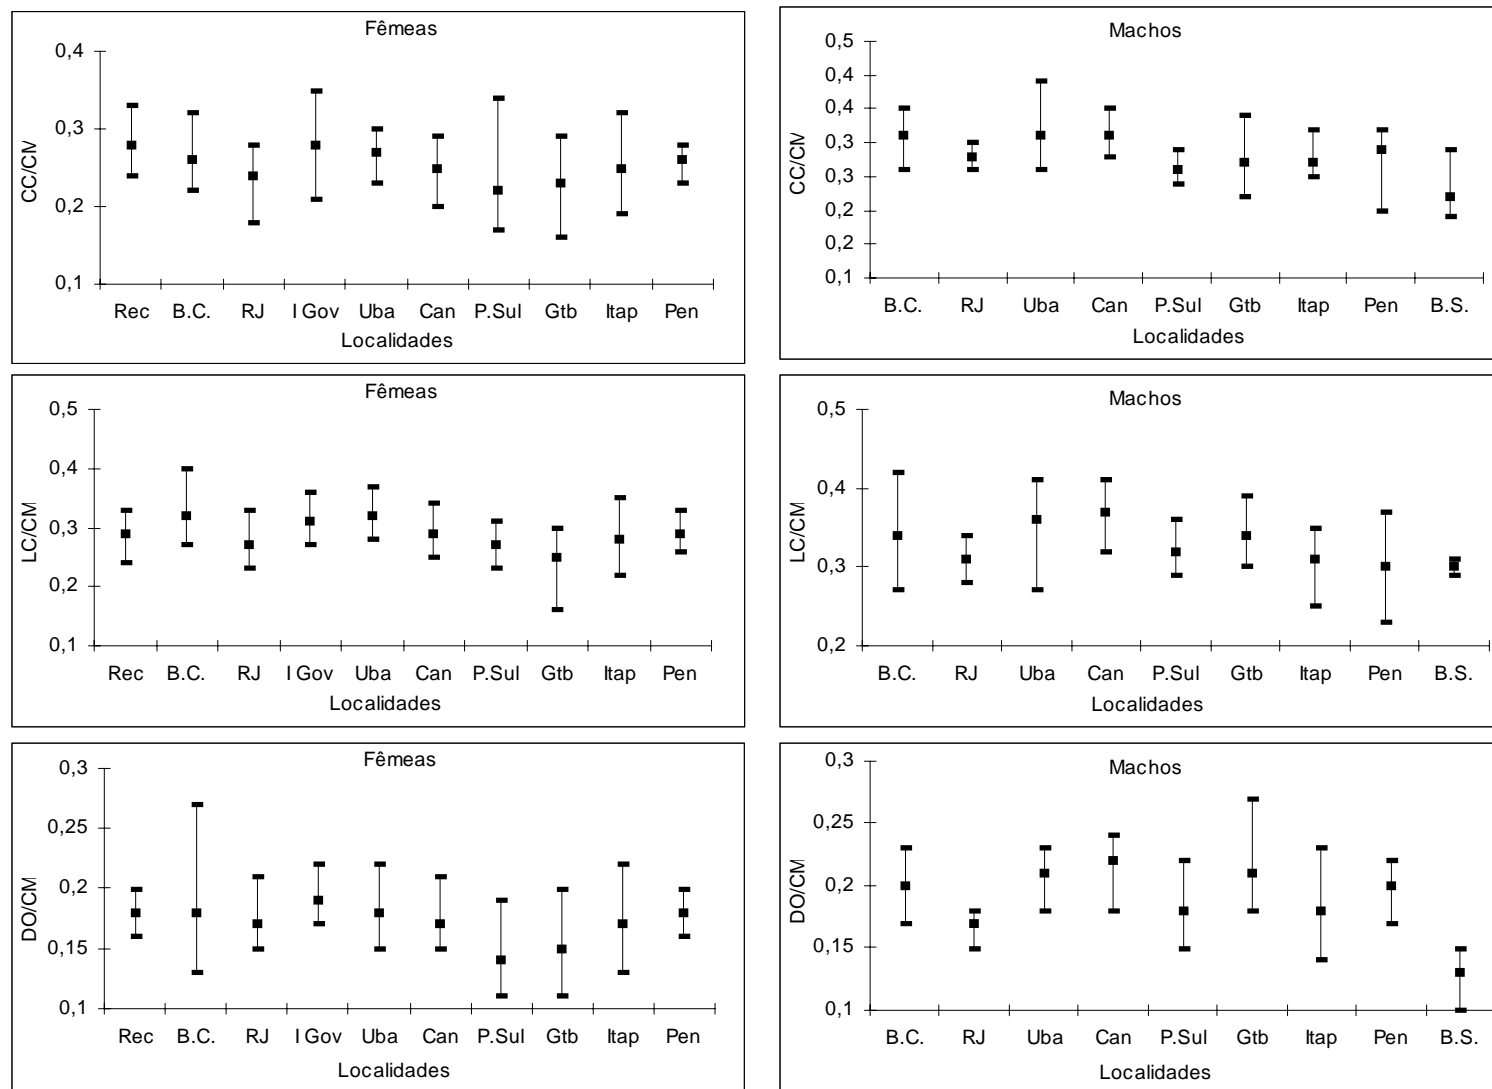 Fêmeas
0,4
0,3
0,2
0,1
CC/CM
Rec B.C. RJ I Gov Uba Can P.Sul Gtb Itap Pen
Localidades
Machos
0,5
0,4
0,4
0,3
0,3
0,2
0,2
0,1
CC/CM
B.C. RJ Uba Can P.Sul Gtb Itap Pen B.S.
Localidades
Fêmeas
0,5
0,4
0,3
0,2
0,1
LC/CM
Rec B.C. RJ I Gov Uba Can P.Sul Gtb Itap Pen
Localidades
Machos
0,5
0,4
0,3
0,2
LC/CM
B.C. RJ Uba Can P.Sul Gtb Itap Pen B.S.
Localidades
Fêmeas
0,3
0,25
0,2
0,15
0,1
DO/CM
Rec B.C. RJ I Gov Uba Can P.Sul Gtb Itap Pen
Localidades
Machos
0,3
0,25
0,2
0,15
0,1
DO/CM
B.C. RJ Uba Can P.Sul Gtb Itap Pen B.S.
Localidades